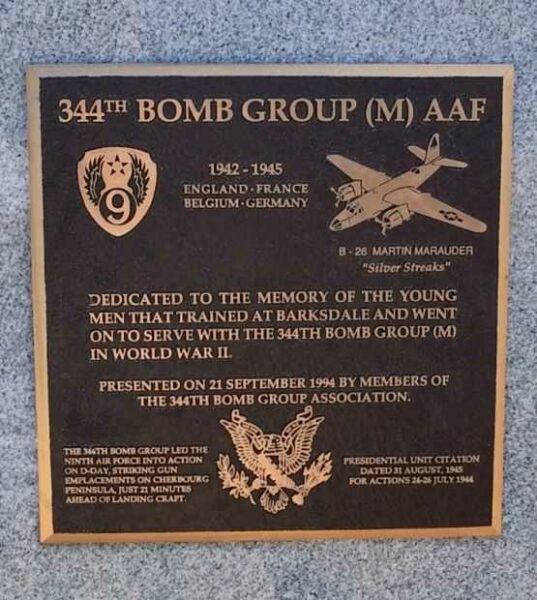 344TH BOMB GROUP (M) AAF
9
1942 - 1945
ENGLAND · FRANCE
BELGIUM · GERMANY
B - 26 MARTIN MARAUDER
"Silver Streaks"
DEDICATED TO THE MEMORY OF THE YOUNG
MEN THAT TRAINED AT BARKSDALE AND WENT
ON TO SERVE WITH THE 344TH BOMB GROUP (M)
IN WORLD WAR II.
PRESENTED ON 21 SEPTEMBER 1994 BY MEMBERS OF
THE 344TH BOMB GROUP ASSOCIATION.
THE 344TH BOMB GROUP LED THE
NINTH AIR FORCE INTO ACTION
ON D-DAY, STRIKING GUN
EMPLACEMENTS ON CHERBOURG
PENINSULA, JUST 21 MINUTES
AHEAD OF LANDING CRAFT.
PRESIDENTIAL UNIT CITATION
DATED 31 AUGUST, 1945
FOR ACTIONS 24-26 JULY 1944